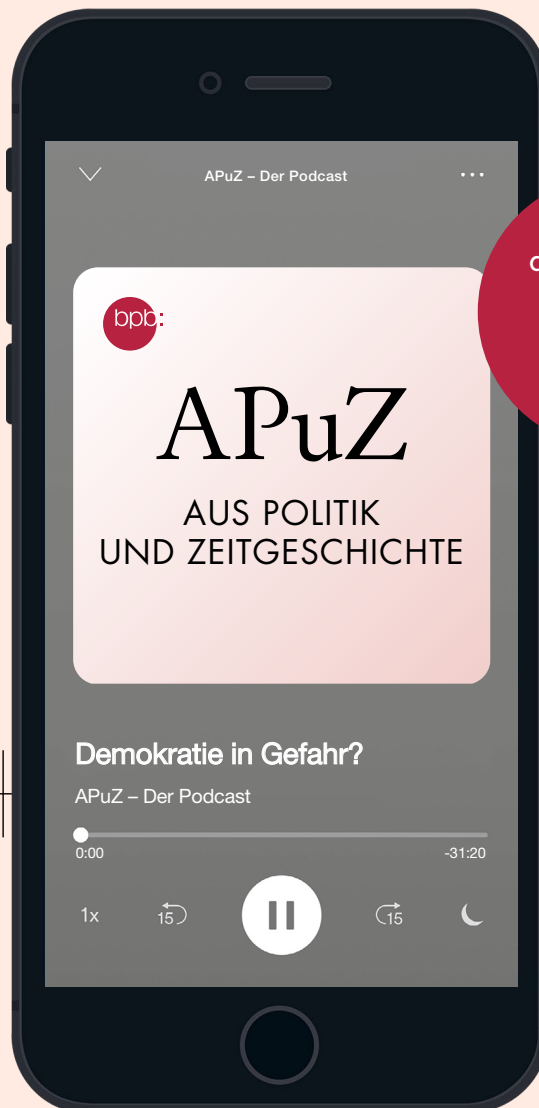 APuZ – Der Podcast
bpb:
APuZ
AUS POLITIK
UND ZEITGESCHICHTE
Demokratie in Gefahr?
APuZ – Der Podcast
0:00 -31:20
1x 15 15